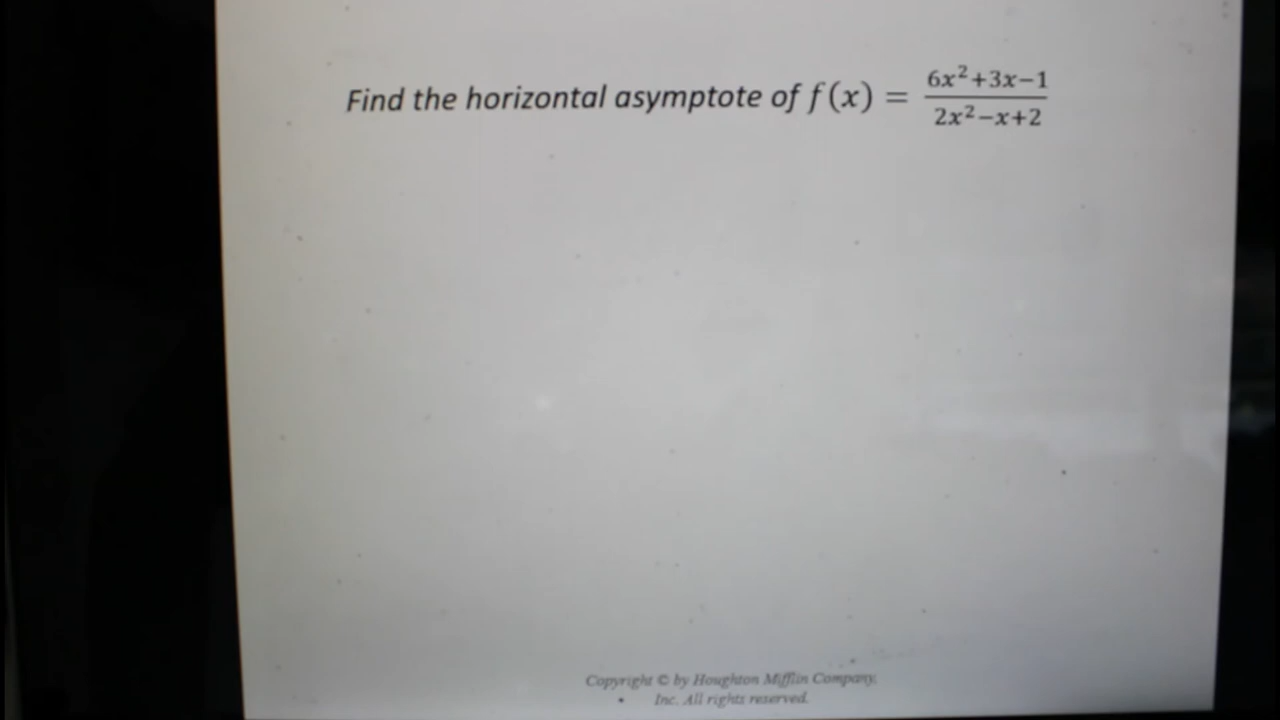 Find the horizontal asymptote of f(x) = \frac{6x²+3x−1}{2x²−x+2}
Copyright © by Houghton Mifflin Company,
• Inc. All rights reserved.